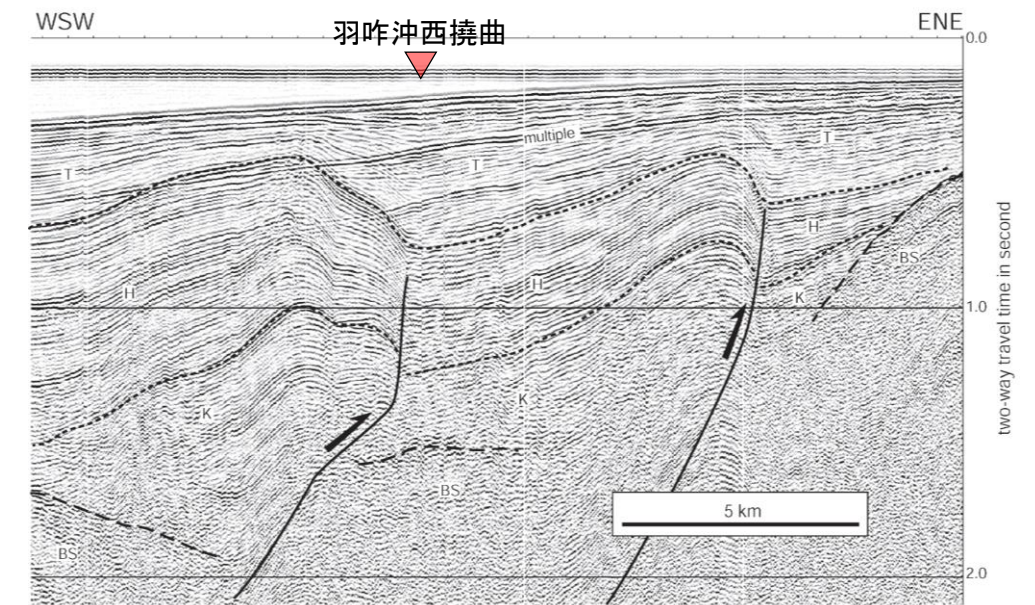 WSW
羽咋沖西撓曲
ENE
0.0
multiple
T
T
T
H
H
H
BS
K
1.0
K
K
BS
BS
5 km
2.0
two-way travel time in second